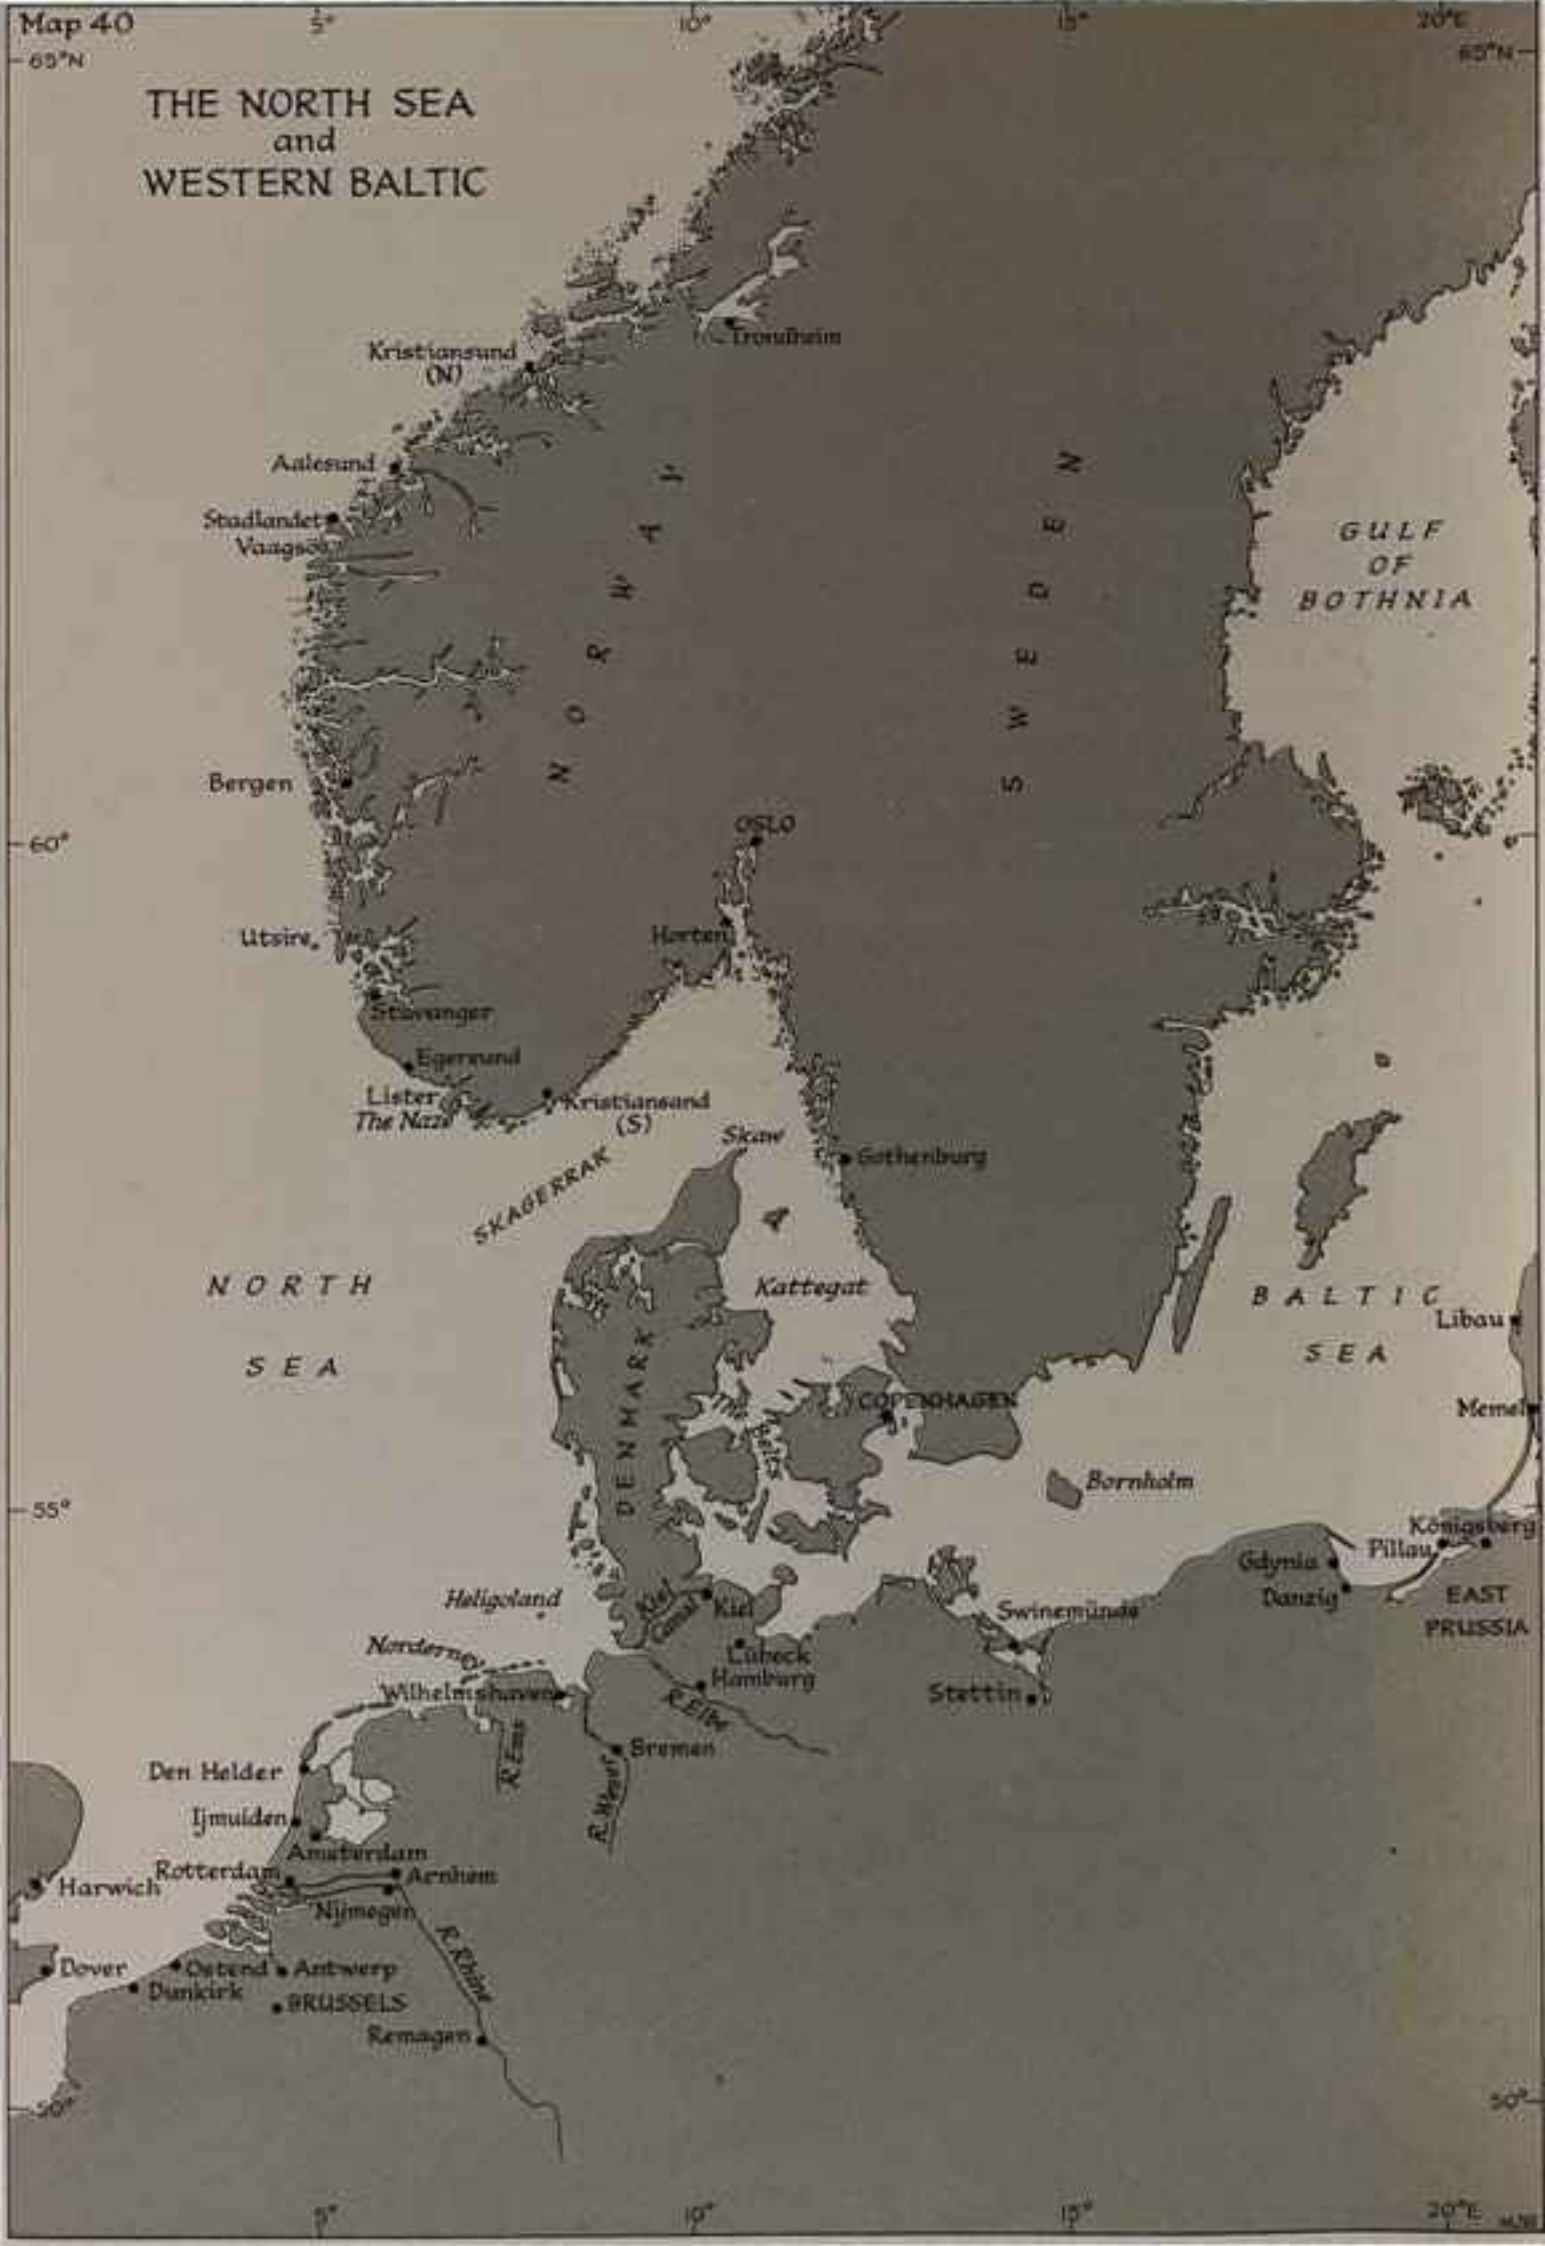 Map 40
5°
10°
15°
20°E
65°N
65°N
THE NORTH SEA
and
WESTERN BALTIC
Trondheim
Kristiansund
(N)
Aalesund
Stadlandet
Vaagsö
NORWAY
SWEDEN
GULF
OF
BOTHNIA
Bergen
OSLO
60°
Utsire
Horten
Stavanger
Egersund
Lister
The Naze
Kristiansand
(S)
Skaw
Gothenburg
SKAGERRAK
NORTH
SEA
Kattegat
BALTIC
SEA
Libau
DENMARK
COPENHAGEN
The Belts
Memel
Bornholm
55°
Königsberg
Pillau
Gdynia
Danzig
EAST
PRUSSIA
Heligoland
Kiel
Canal
Kiel
Swinemünde
Norderney
Lübeck
Hamburg
Wilhelmshaven
R.Elbe
Stettin
R.Ems
Bremen
R.Weser
Den Helder
Ijmuiden
Amsterdam
Rotterdam
Arnhem
Harwich
Nijmegen
R.Rhine
Dover
Ostend
Antwerp
Dunkirk
BRUSSELS
Remagen
50°
50°
5°
10°
15°
20°E